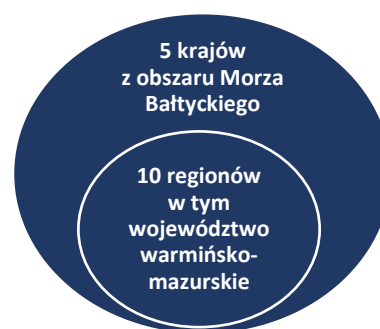 5 krajów
z obszaru Morza
Bałtyckiego
10 regionów
w tym
województwo
warmińsko-
mazurskie